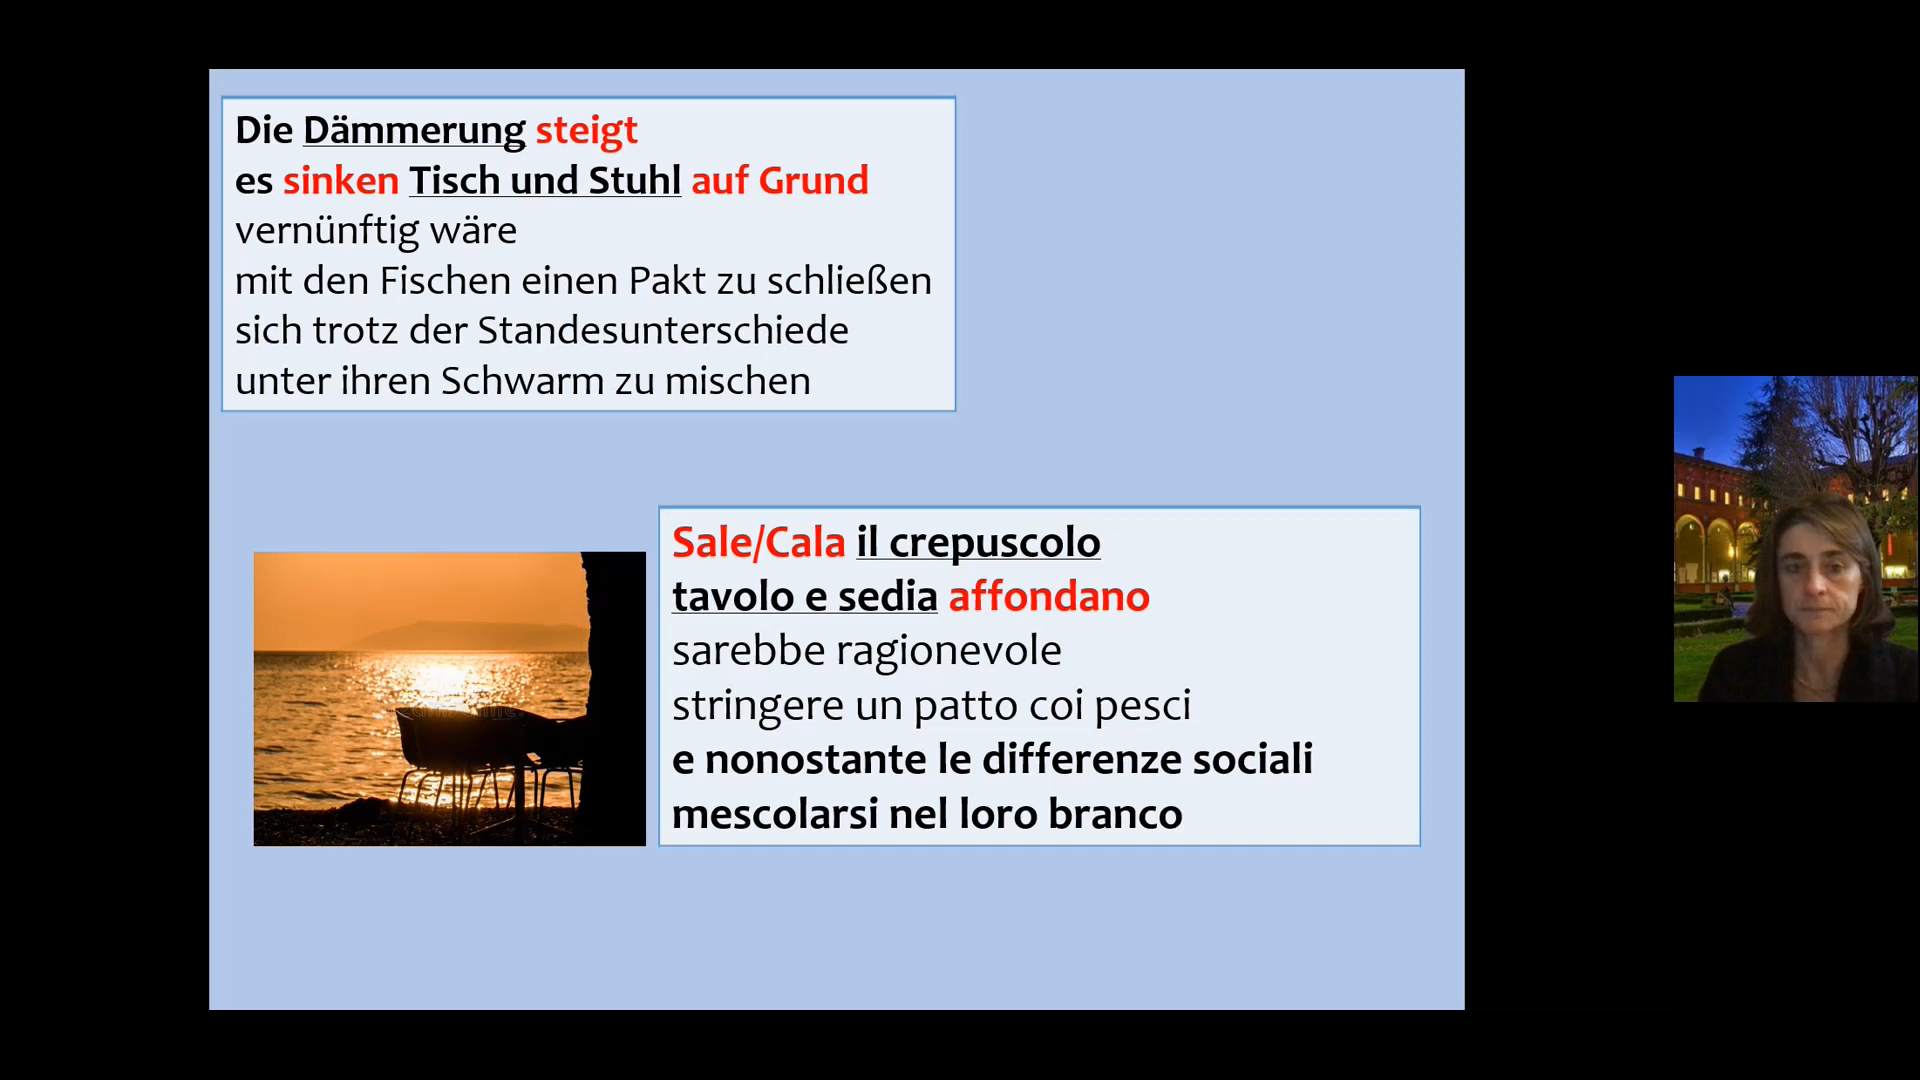 Die Dämmerung steigt
es sinken Tisch und Stuhl auf Grund
vernünftig wäre
mit den Fischen einen Pakt zu schließen
sich trotz der Standesunterschiede
unter ihren Schwarm zu mischen
Sale/Cala il crepuscolo
tavolo e sedia affondano
sarebbe ragionevole
stringere un patto coi pesci
e nonostante le differenze sociali
mescolarsi nel loro branco